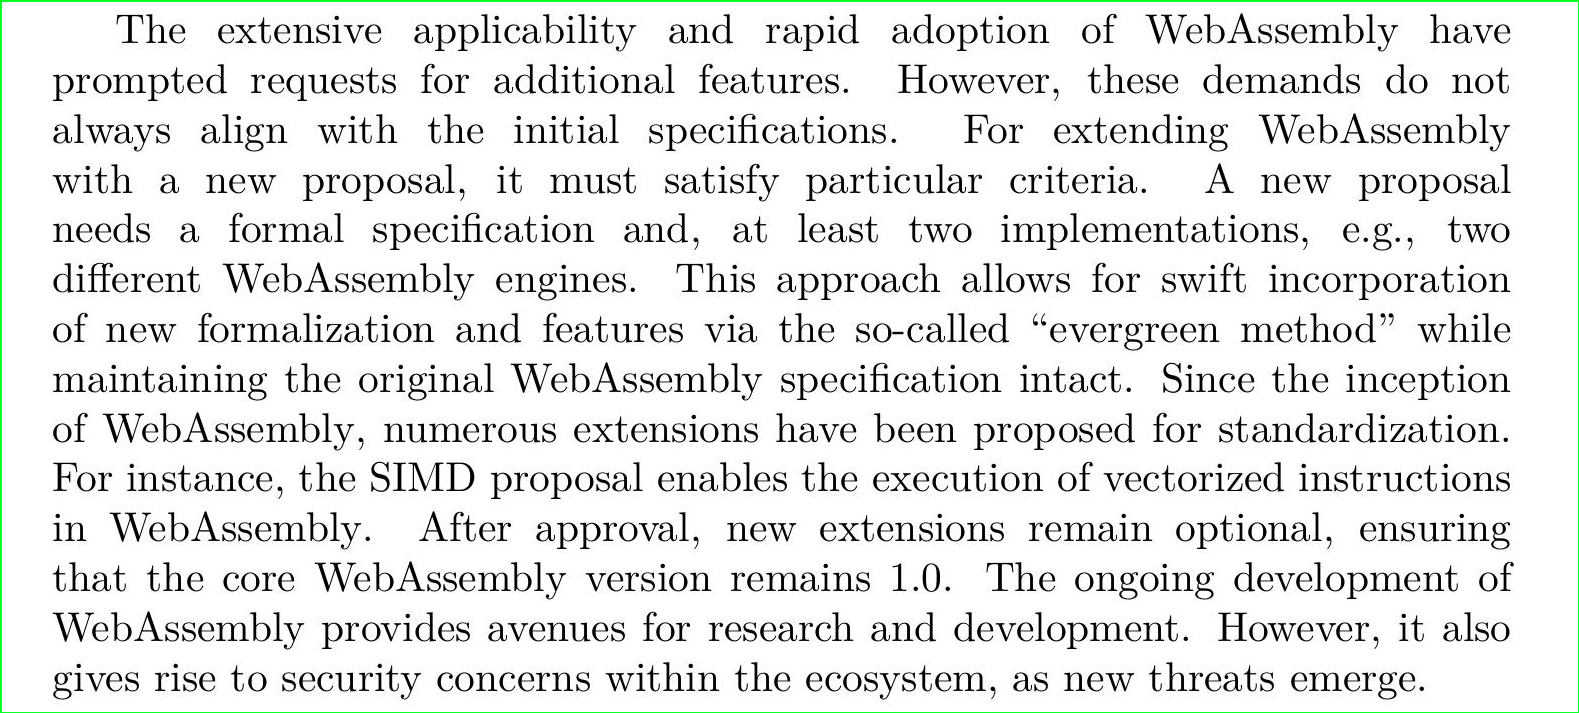 The extensive applicability and rapid adoption of WebAssembly have
prompted requests for additional features. However, these demands do not
always align with the initial specifications. For extending WebAssembly
with a new proposal, it must satisfy particular criteria. A new proposal
needs a formal specification and, at least two implementations, e.g., two
different WebAssembly engines. This approach allows for swift incorporation
of new formalization and features via the so-called “evergreen method” while
maintaining the original WebAssembly specification intact. Since the inception
of WebAssembly, numerous extensions have been proposed for standardization.
For instance, the SIMD proposal enables the execution of vectorized instructions
in WebAssembly. After approval, new extensions remain optional, ensuring
that the core WebAssembly version remains 1.0. The ongoing development of
WebAssembly provides avenues for research and development. However, it also
gives rise to security concerns within the ecosystem, as new threats emerge.